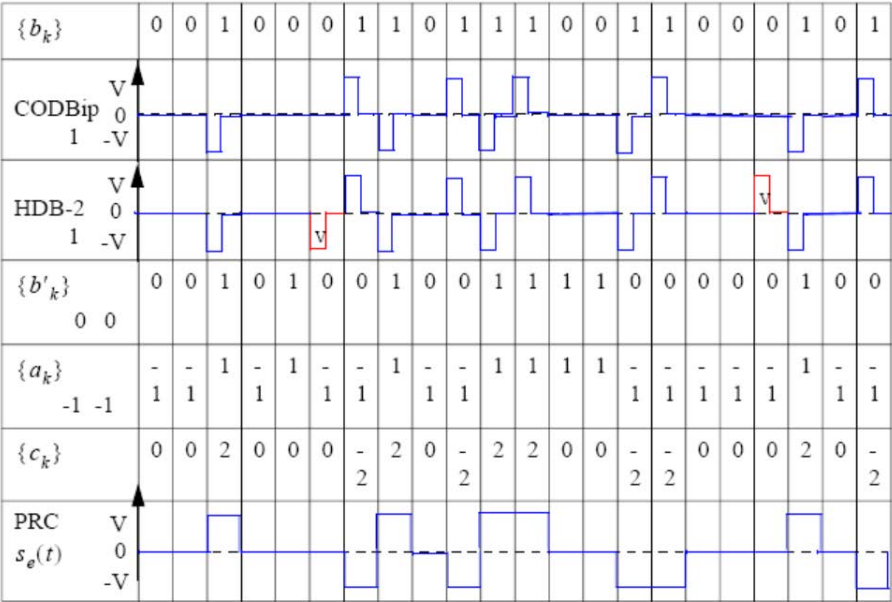 {b_k} 0 0 1 0 0 0 1 1 0 1 1 1 0 0 1 1 0 0 0 1 0 1
V
CODBip 0
1 -V
V
HDB-2 0
1 -V
V
V
{b'_k} 0 0 1 0 1 0 0 1 0 0 1 1 1 1 0 0 0 0 0 1 0 0
0 0
{a_k} - - 1 - 1 - - 1 - - 1 1 1 1 - - - - - 1 - -
1 1 1 1 1 1 1 1 1 1 1 1 1 1
-1 -1
{c_k} 0 0 2 0 0 0 - 2 0 - 2 2 0 0 - - 0 0 0 2 0 -
2 2 2 2 2
PRC V
s_e(t) 0
-V